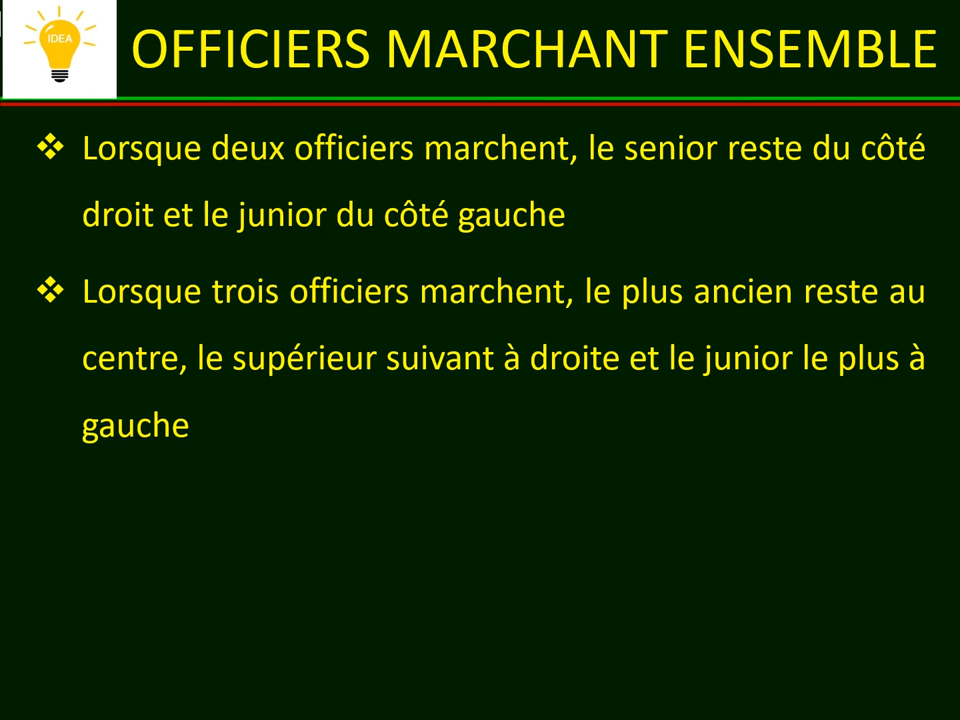 IDEA
OFFICIERS MARCHANT ENSEMBLE
❖ Lorsque deux officiers marchent, le senior reste du côté
droit et le junior du côté gauche
❖ Lorsque trois officiers marchent, le plus ancien reste au
centre, le supérieur suivant à droite et le junior le plus à
gauche